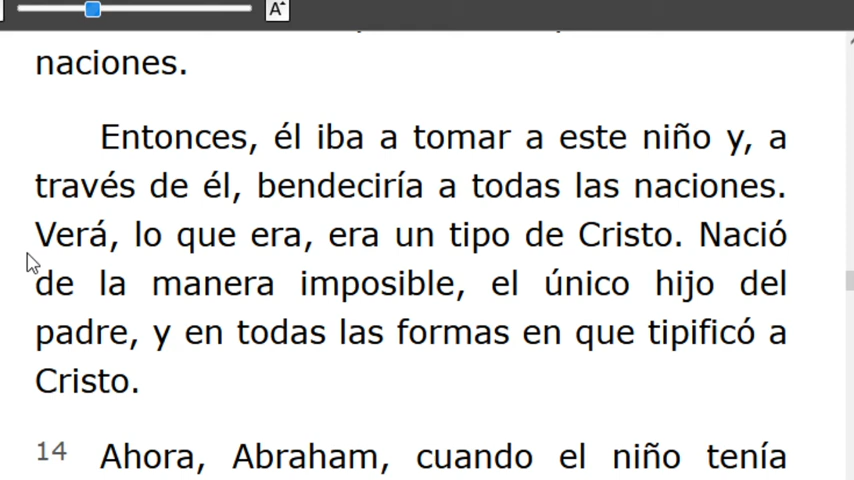 A
naciones.
Entonces, él iba a tomar a este niño y, a
través de él, bendeciría a todas las naciones.
Verá, lo que era, era un tipo de Cristo. Nació
de la manera imposible, el único hijo del
padre, y en todas las formas en que tipificó a
Cristo.
14 Ahora, Abraham, cuando el niño tenía